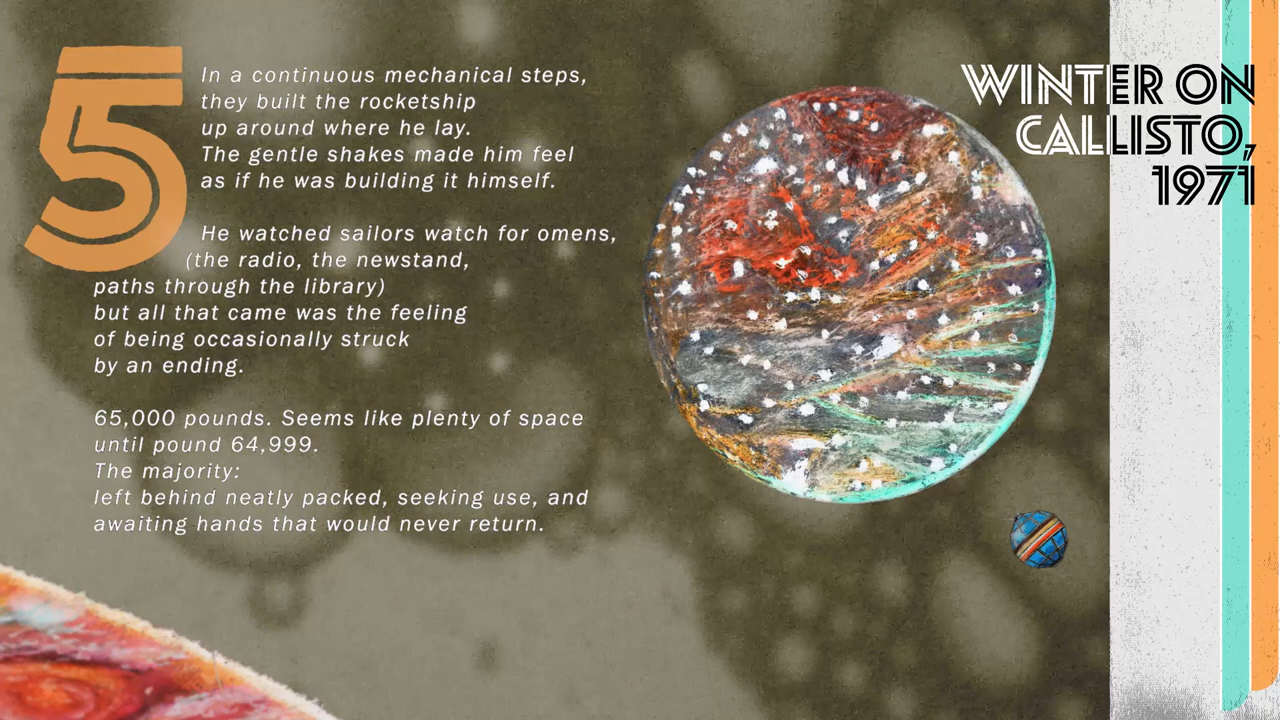 5
In a continuous mechanical steps,
they built the rocketship
up around where he lay.
The gentle shakes made him feel
as if he was building it himself.
He watched sailors watch for omens,
(the radio, the newstand,
paths through the library)
but all that came was the feeling
of being occasionally struck
by an ending.
65,000 pounds. Seems like plenty of space
until pound 64,999.
The majority:
left behind neatly packed, seeking use, and
awaiting hands that would never return.
WINTER ON
CALLISTO,
1971